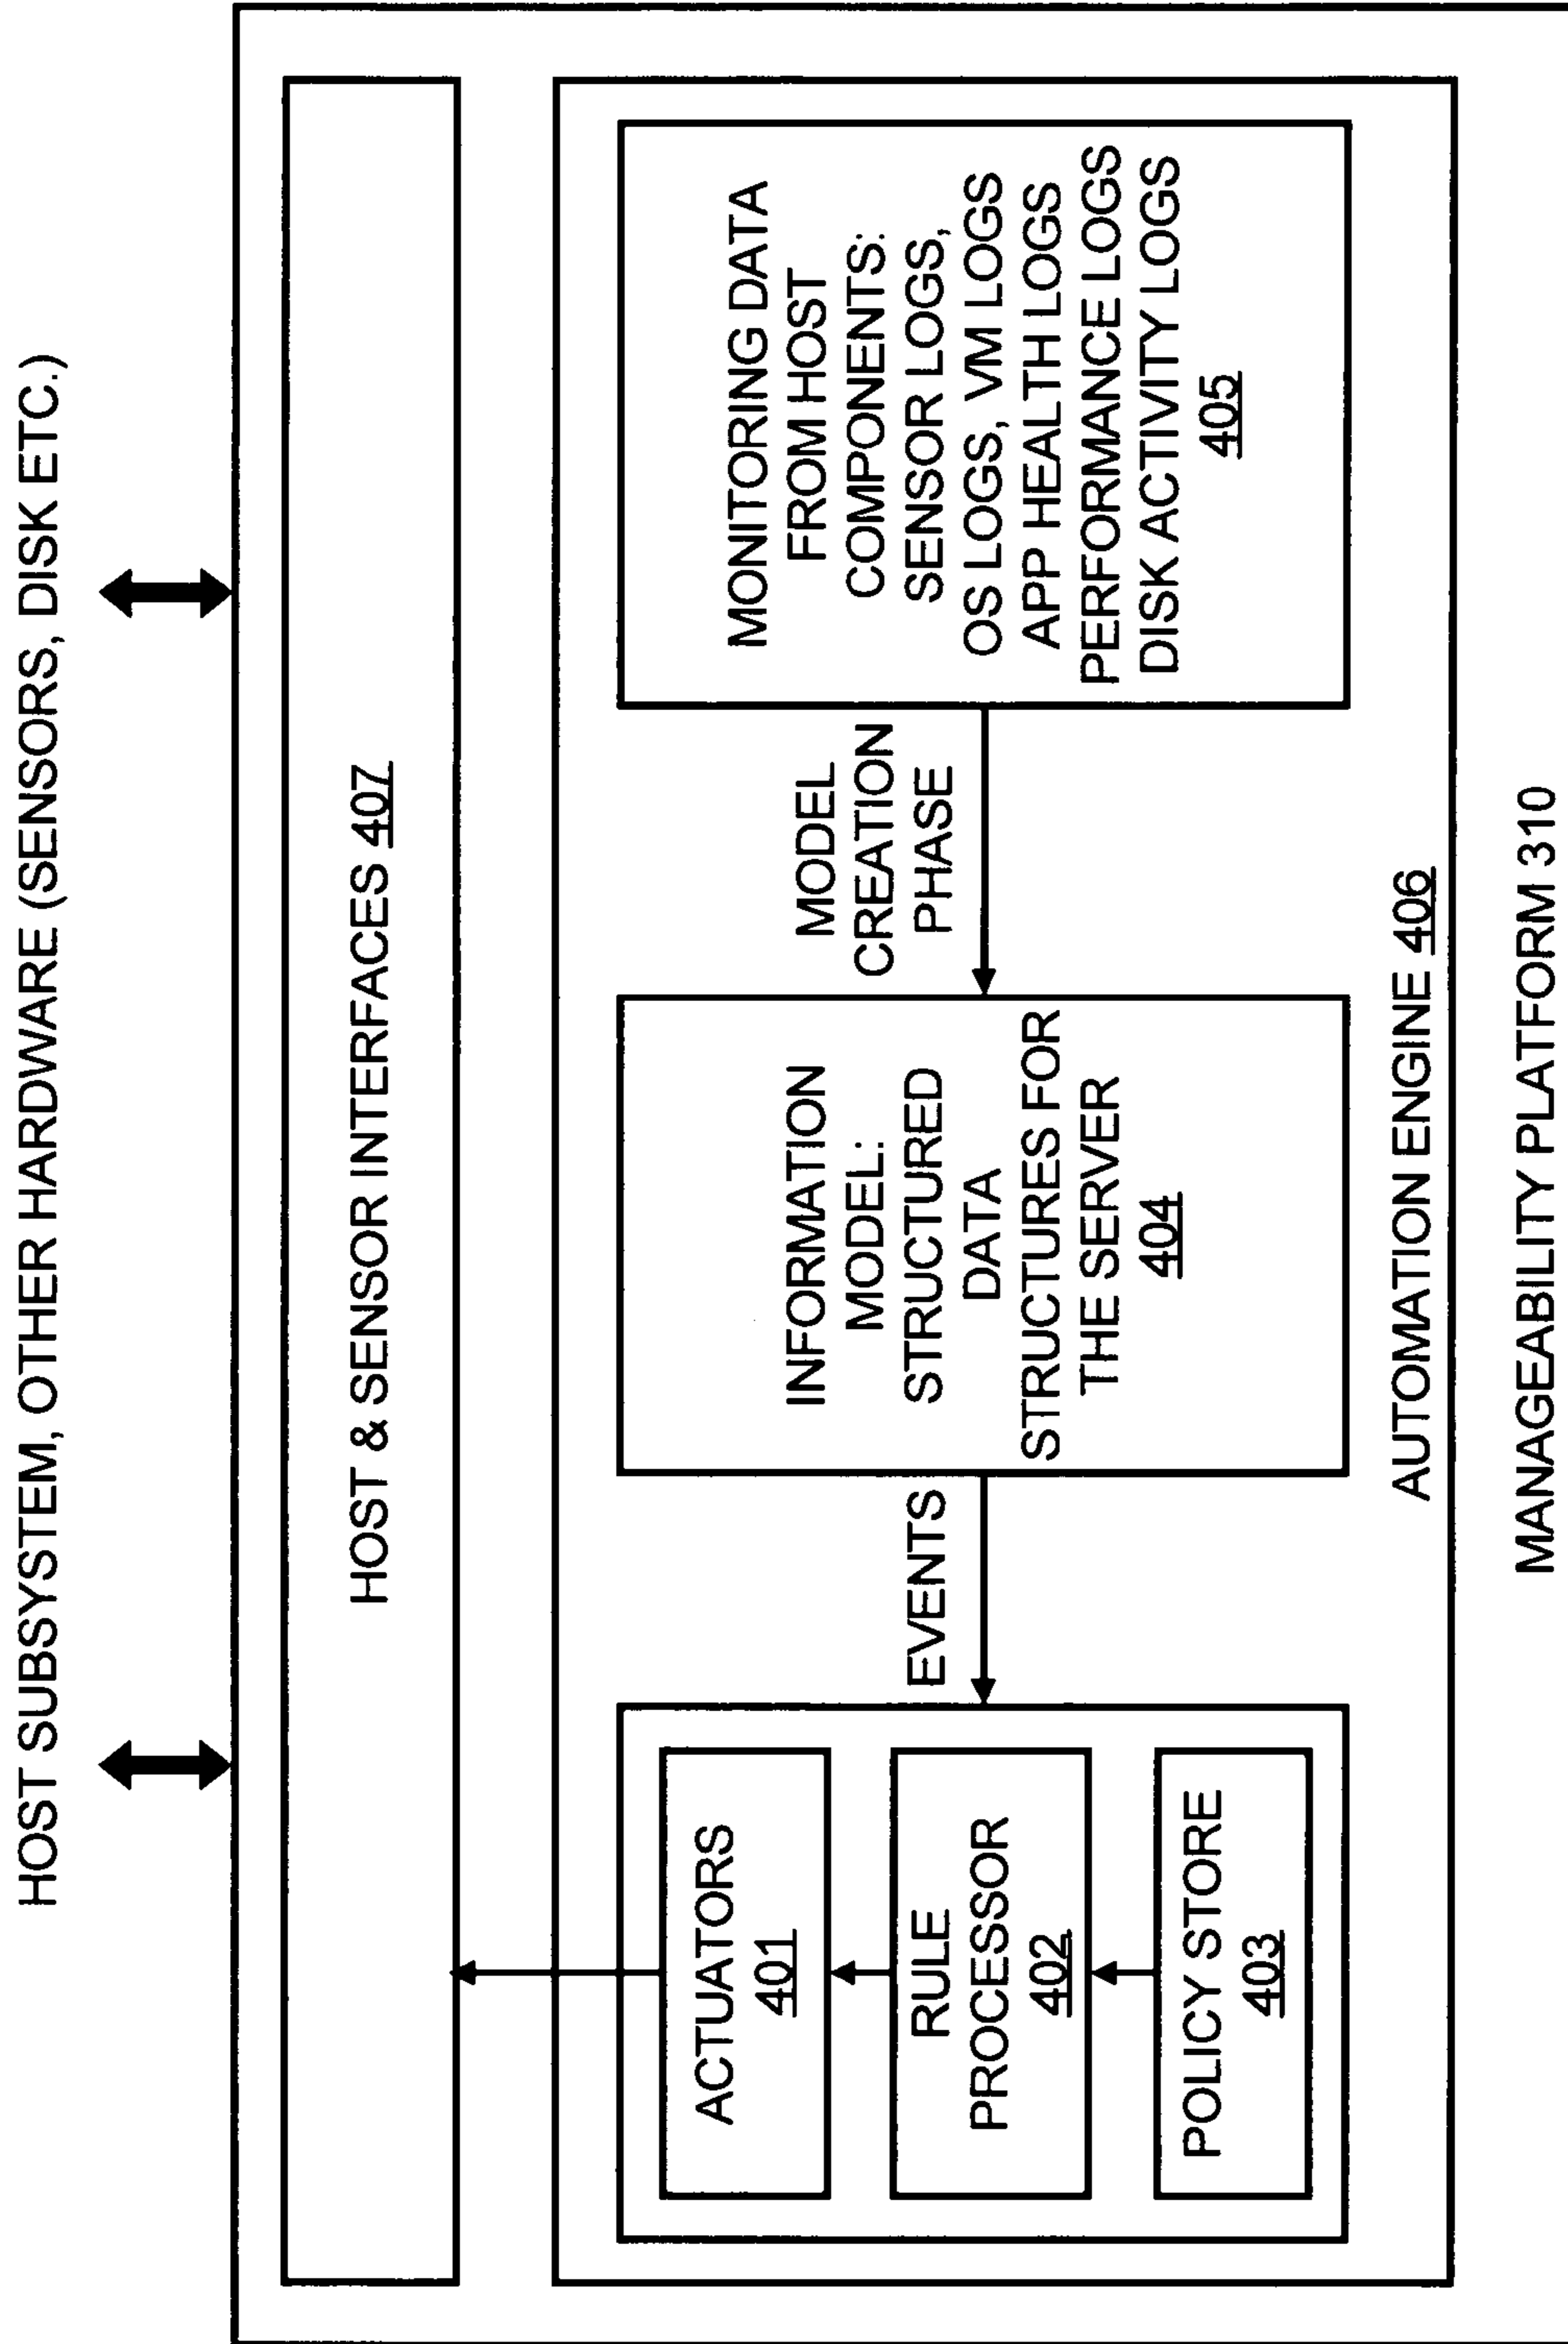 HOST SUBSYSTEM, OTHER HARDWARE (SENSORS, DISK ETC.)
HOST & SENSOR INTERFACES 407
ACTUATORS
401
RULE
PROCESSOR
402
POLICY STORE
403
EVENTS
INFORMATION
MODEL:
STRUCTURED
DATA
STRUCTURES FOR
THE SERVER
404
MODEL
CREATION
PHASE
MONITORING DATA
FROM HOST
COMPONENTS:
SENSOR LOGS,
OS LOGS, VM LOGS
APP HEALTH LOGS
PERFORMANCE LOGS
DISK ACTIVITY LOGS
405
AUTOMATION ENGINE 406
MANAGEABILITY PLATFORM 310